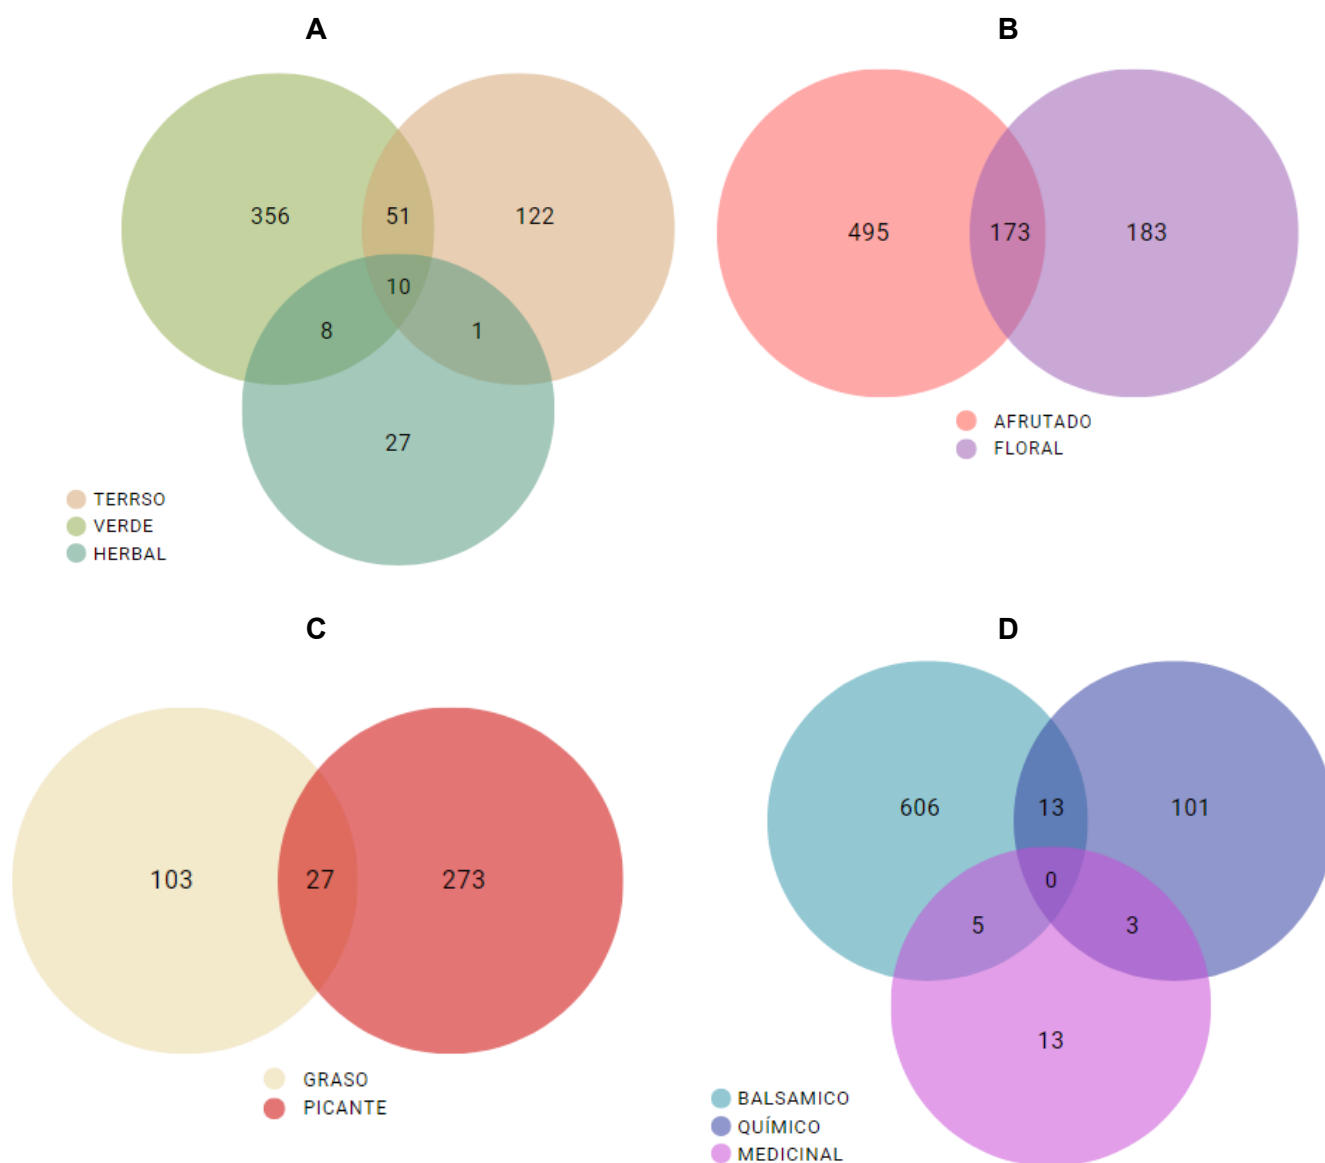 A
356
51
122
10
8
1
27
TERRSO
VERDE
HERBAL
B
495
173
183
AFRUTADO
FLORAL
C
103
27
273
GRASO
PICANTE
D
606
13
101
0
5
3
13
BALSAMICO
QUÍMICO
MEDICINAL